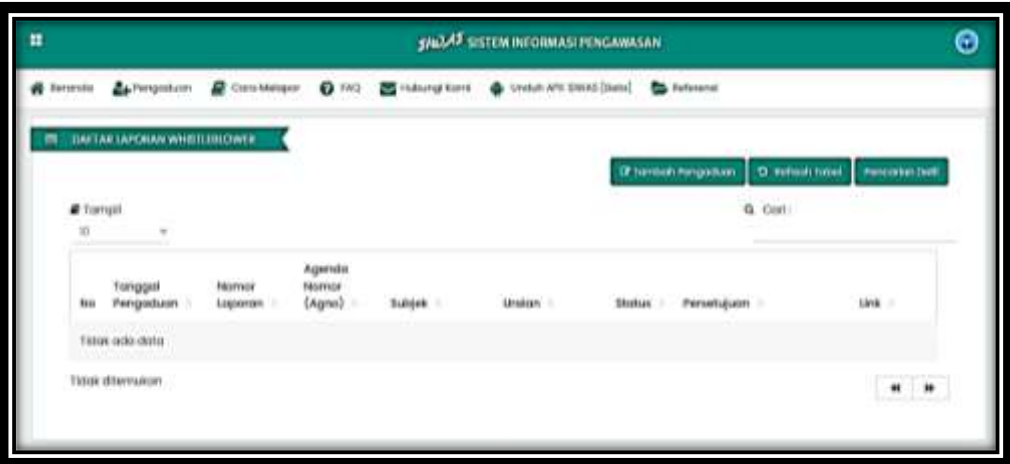 SIWAS SISTEM INFORMASI PENGAWASAN
Beranda Pengaduan Cara Melapor FAQ Hubungi Kami Unduh APK SIWAS [Beta] Referensi
DAFTAR LAPORAN WHISTLEBLOWER
Tambah Pengaduan Refresh Tabel Pencarian Detil
Tampil Cari :
10
No Tanggal Pengaduan Nomor Laporan Agenda Nomor (Agno) Subjek Uraian Status Persetujuan Link
Tidak ada data
Tidak ditemukan